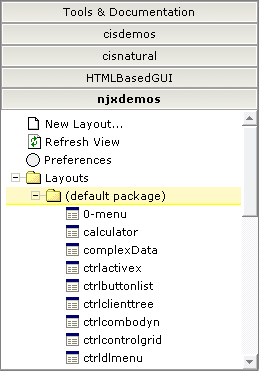 Tools & Documentation
cisdemos
cisnatural
HTMLBasedGUI
njxdemos
New Layout...
Refresh View
Preferences
Layouts
(default package)
0-menu
calculator
complexData
ctrlactivex
ctrlbuttonlist
ctrlclienttree
ctrlcombodyn
ctrlcontrolgrid
ctrldlmenu